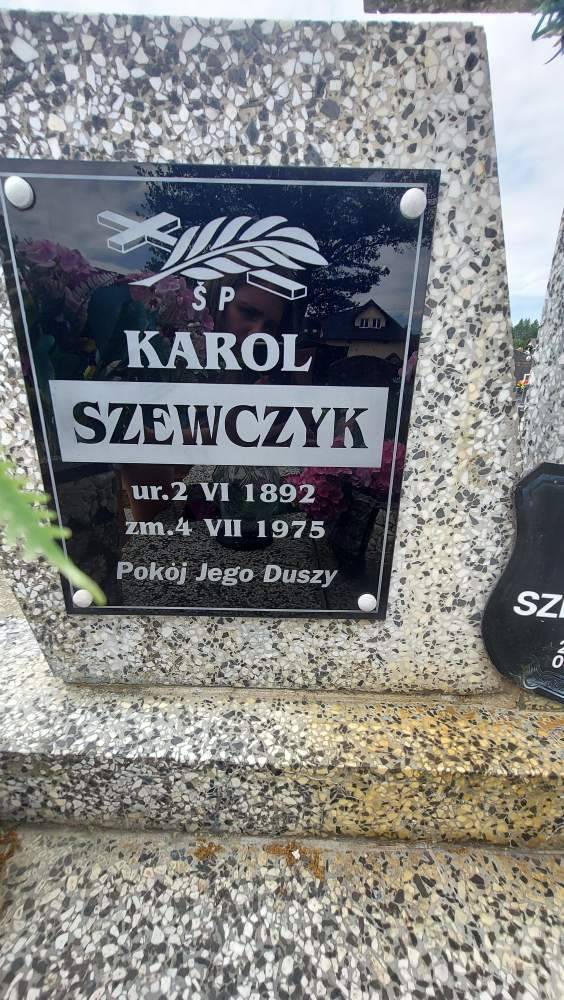 ŚP
KAROL
SZEWCZYK
ur.2 VI 1892
zm.4 VII 1975
Pokój Jego Duszy